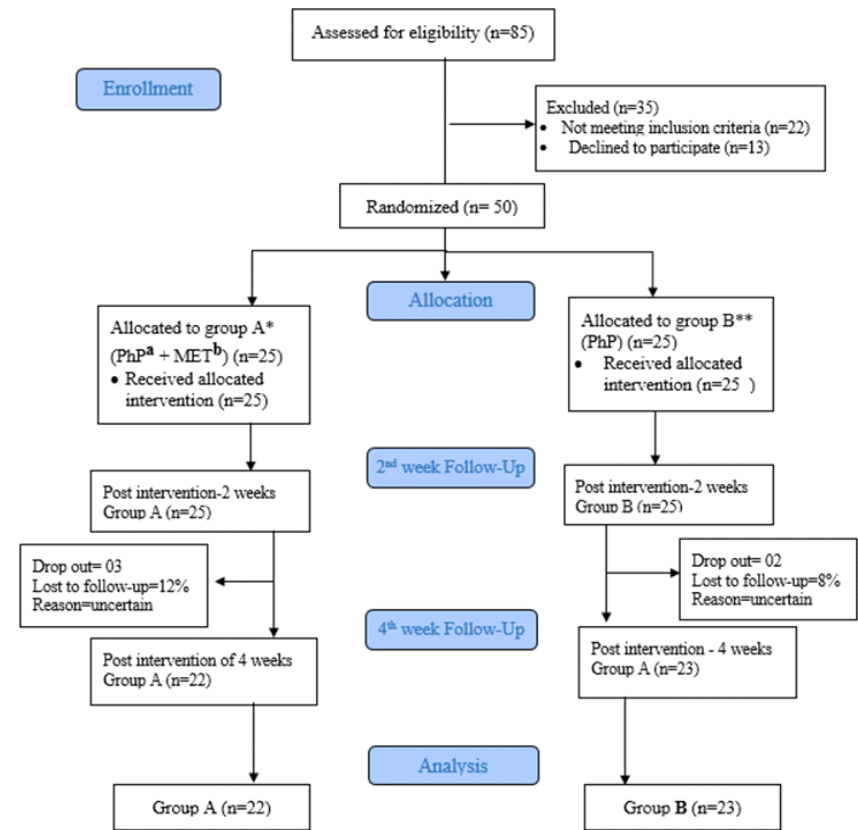 Assessed for eligibility (n=85)
Enrollment
Excluded (n=35)
• Not meeting inclusion criteria (n=22)
• Declined to participate (n=13)
Randomized (n= 50)
Allocation
Allocated to group A*
(PhPᵃ + METᵇ) (n=25)
• Received allocated
intervention (n=25)
Allocated to group B**
(PhP) (n=25)
• Received allocated
intervention (n=25 )
2ⁿᵈ week Follow-Up
Post intervention-2 weeks
Group A (n=25)
Post intervention-2 weeks
Group B (n=25)
Drop out= 03
Lost to follow-up=12%
Reason=uncertain
Drop out= 02
Lost to follow-up=8%
Reason=uncertain
4ᵗʰ week Follow-Up
Post intervention of 4 weeks
Group A (n=22)
Post intervention - 4 weeks
Group A (n=23)
Analysis
Group A (n=22)
Group B (n=23)